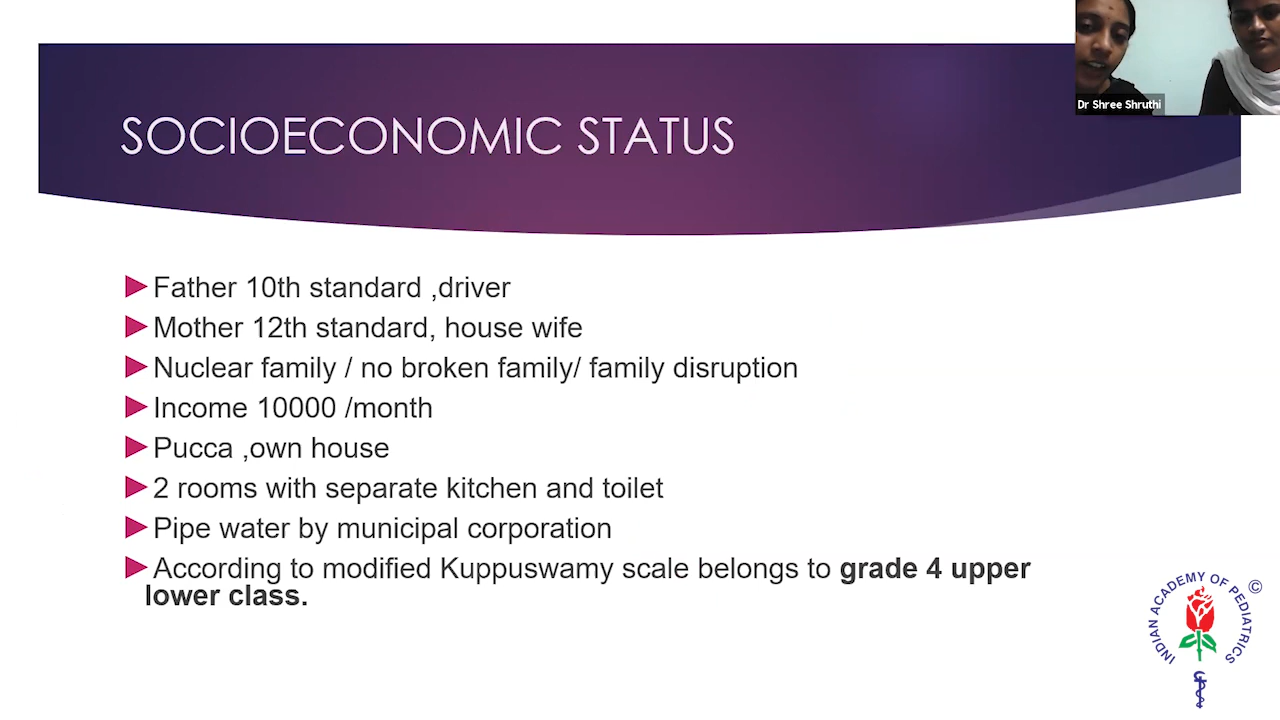 Dr Shree Shruthi
SOCIOECONOMIC STATUS
Father 10th standard ,driver
Mother 12th standard, house wife
Nuclear family / no broken family/ family disruption
Income 10000 /month
Pucca ,own house
2 rooms with separate kitchen and toilet
Pipe water by municipal corporation
According to modified Kuppuswamy scale belongs to grade 4 upper
lower class.
INDIAN ACADEMY OF PEDIATRICS
©